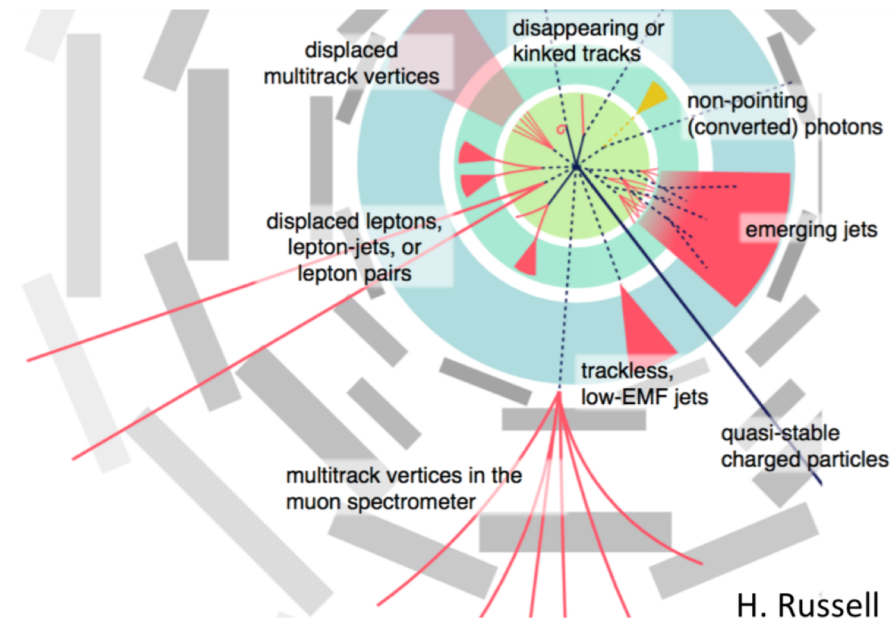 disappearing or
kinked tracks
displaced
multitrack vertices
non-pointing
(converted) photons
displaced leptons,
lepton-jets, or
lepton pairs
emerging jets
trackless,
low-EMF jets
quasi-stable
charged particles
multitrack vertices in the
muon spectrometer
H. Russell